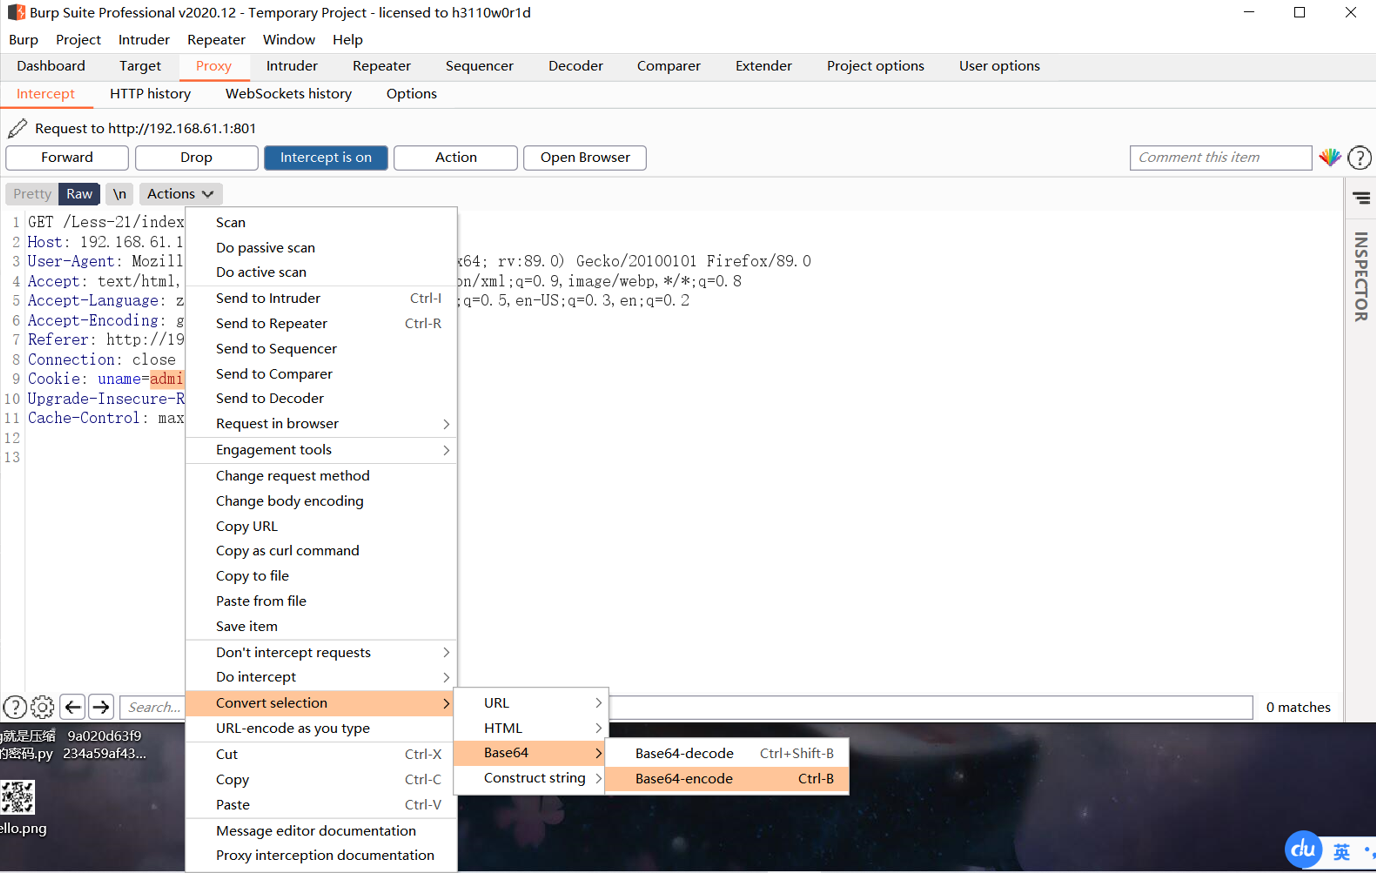 Burp Suite Professional v2020.12 - Temporary Project - licensed to h3110w0r1d
Burp Project Intruder Repeater Window Help
Dashboard Target Proxy Intruder Repeater Sequencer Decoder Comparer Extender Project options User options
Intercept HTTP history WebSockets history Options
Request to http://192.168.61.1:801
Forward Drop Intercept is on Action Open Browser Comment this item ?
Pretty Raw \n Actions
INSPECTOR
1 GET /Less-21/index
2 Host: 192.168.61.1
3 User-Agent: Mozill x64; rv:89.0) Gecko/20100101 Firefox/89.0
4 Accept: text/html, on/xml;q=0.9,image/webp,*/*;q=0.8
5 Accept-Language: z ;q=0.5,en-US;q=0.3,en;q=0.2
6 Accept-Encoding: g
7 Referer: http://19
8 Connection: close
9 Cookie: uname=admi
10 Upgrade-Insecure-R
11 Cache-Control: max
12
13
Scan
Do passive scan
Do active scan
Send to Intruder Ctrl-I
Send to Repeater Ctrl-R
Send to Sequencer
Send to Comparer
Send to Decoder
Request in browser
Engagement tools
Change request method
Change body encoding
Copy URL
Copy as curl command
Copy to file
Paste from file
Save item
Don't intercept requests
Do intercept
Convert selection
URL-encode as you type
Cut Ctrl-X
Copy Ctrl-C
Paste Ctrl-V
Message editor documentation
Proxy interception documentation
URL
HTML
Base64
Construct string
Base64-decode Ctrl+Shift-B
Base64-encode Ctrl-B
? Search... 0 matches
g就是压缩 9a020d63f9
的密码.py 234a59af43...
ello.png
du 英